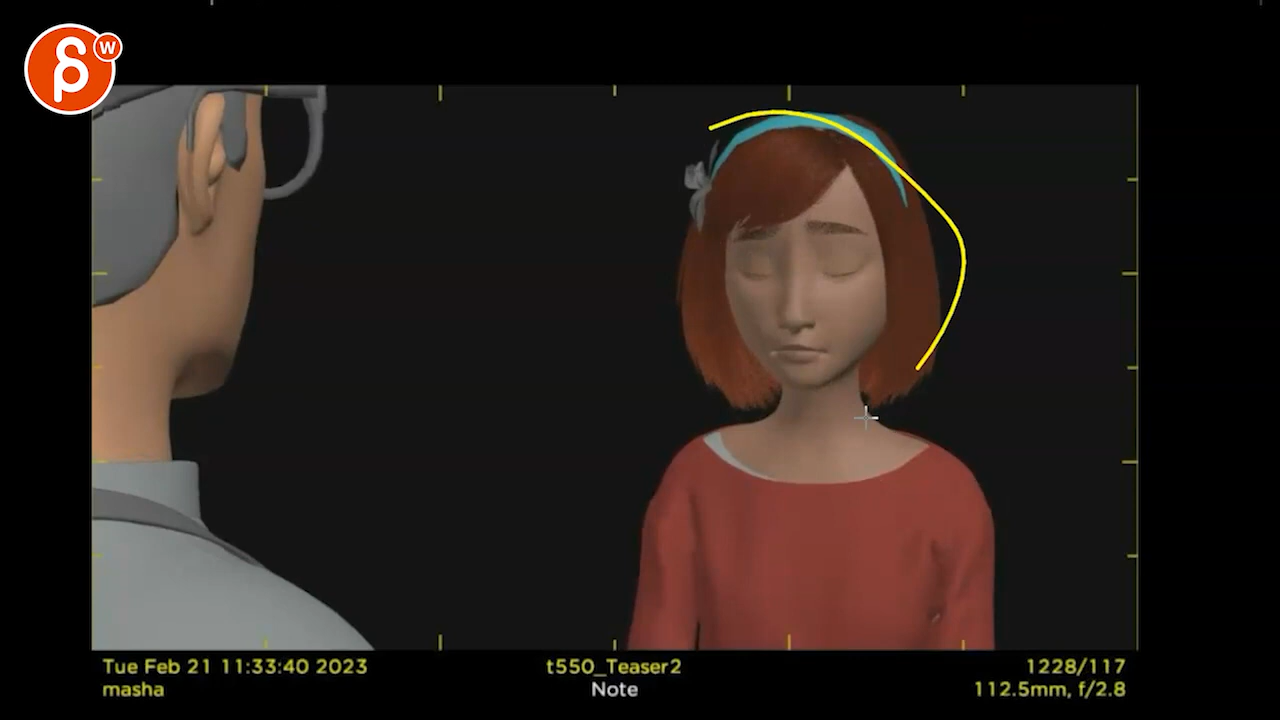 W
Tue Feb 21 11:33:40 2023
t550_Teaser2
1228/117
masha
Note
112.5mm, f/2.8